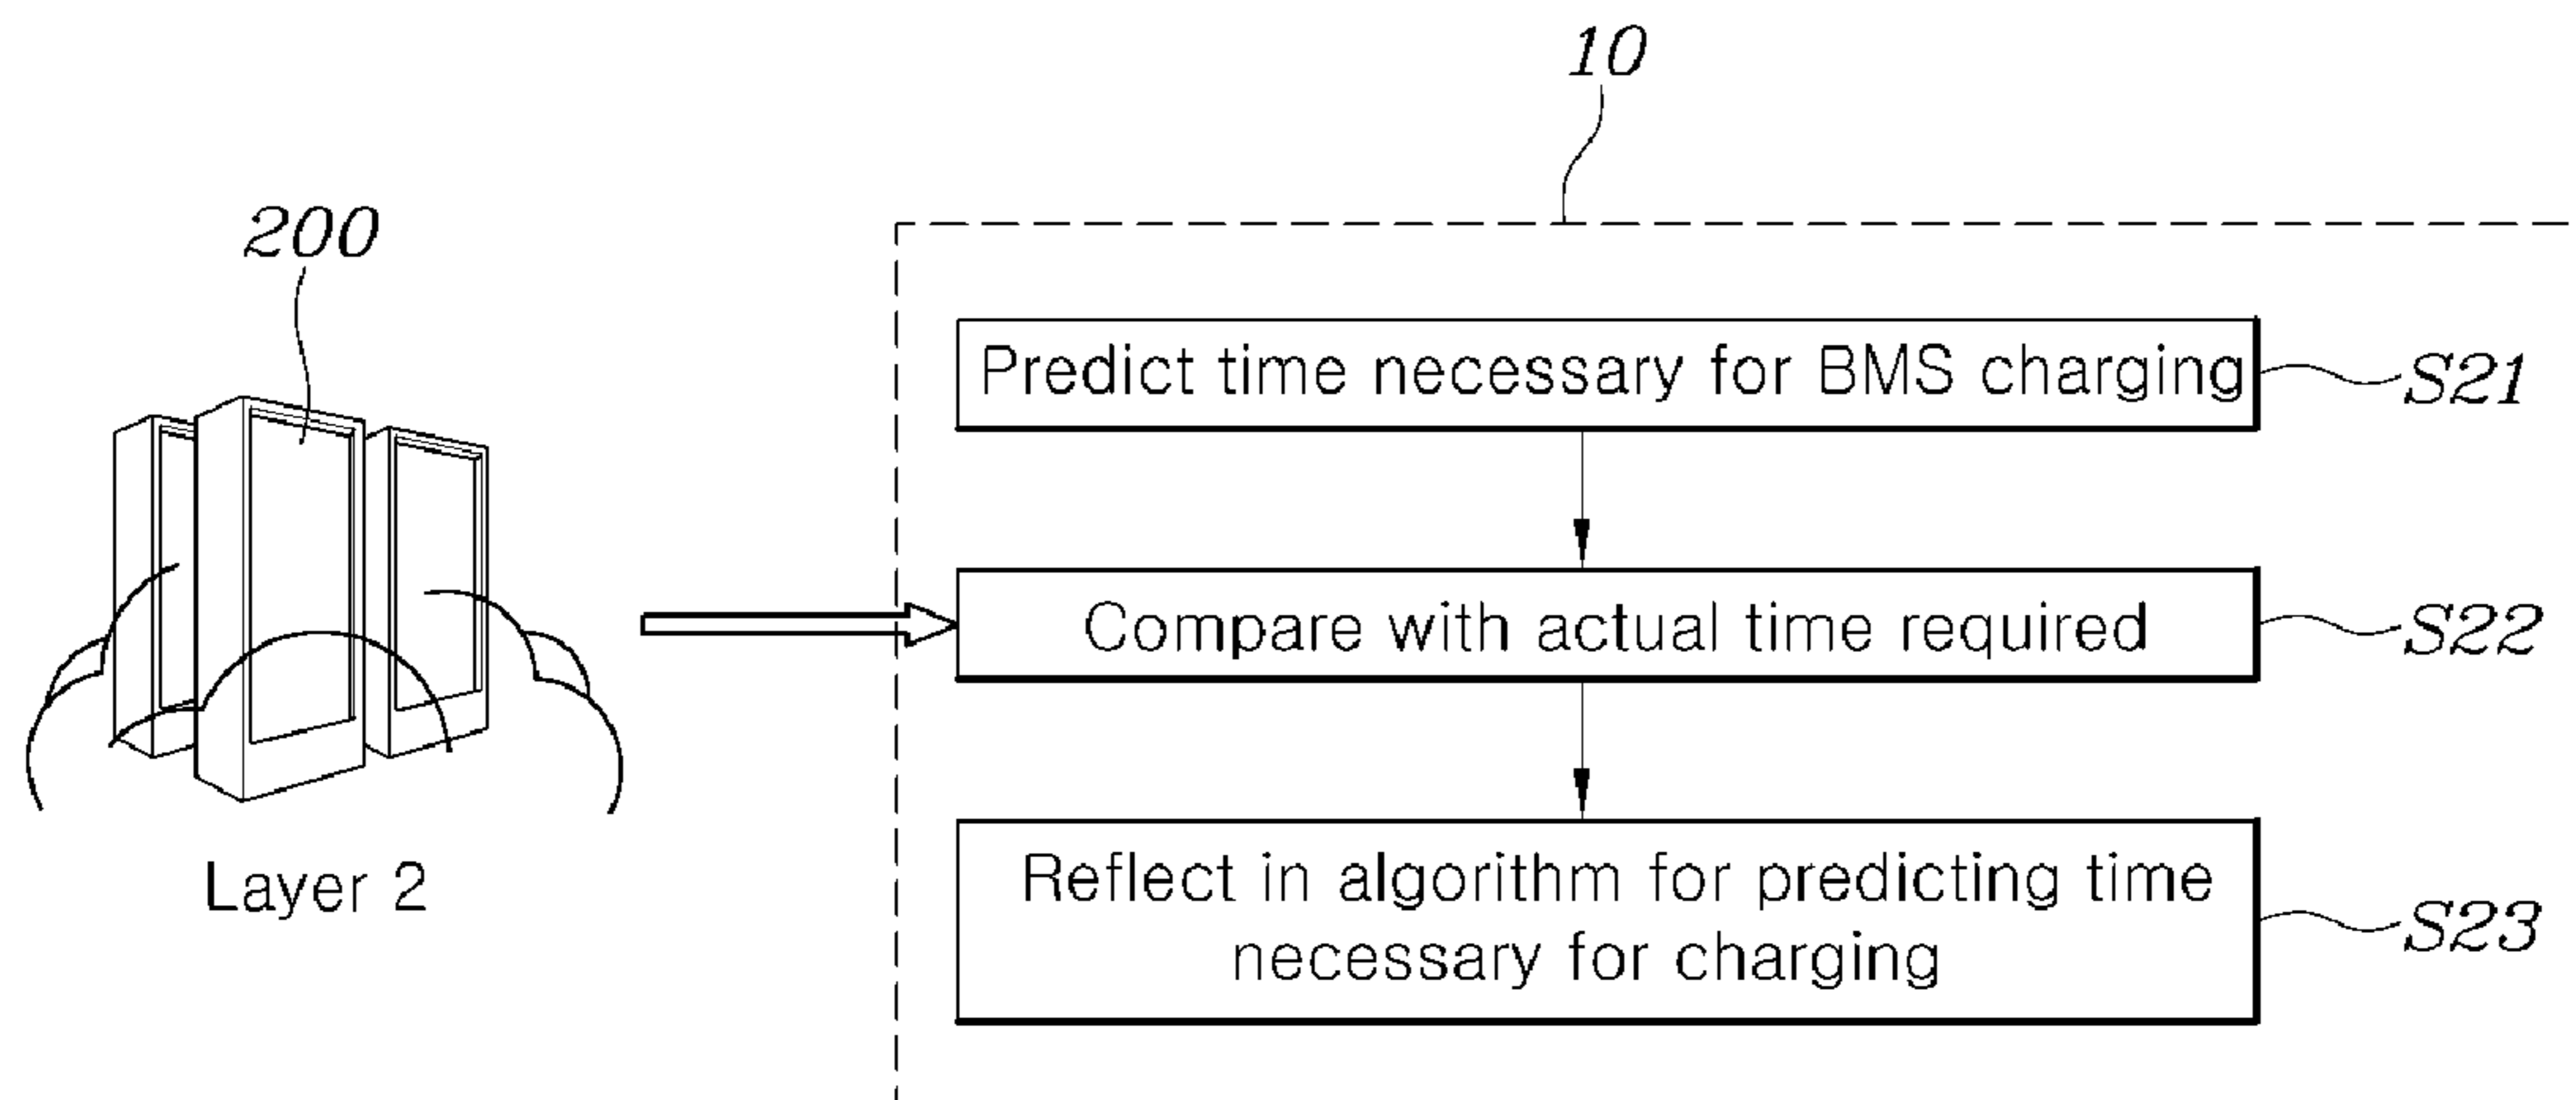 10
200
Predict time necessary for BMS charging
S21
Compare with actual time required
S22
Layer 2
Reflect in algorithm for predicting time
necessary for charging
S23